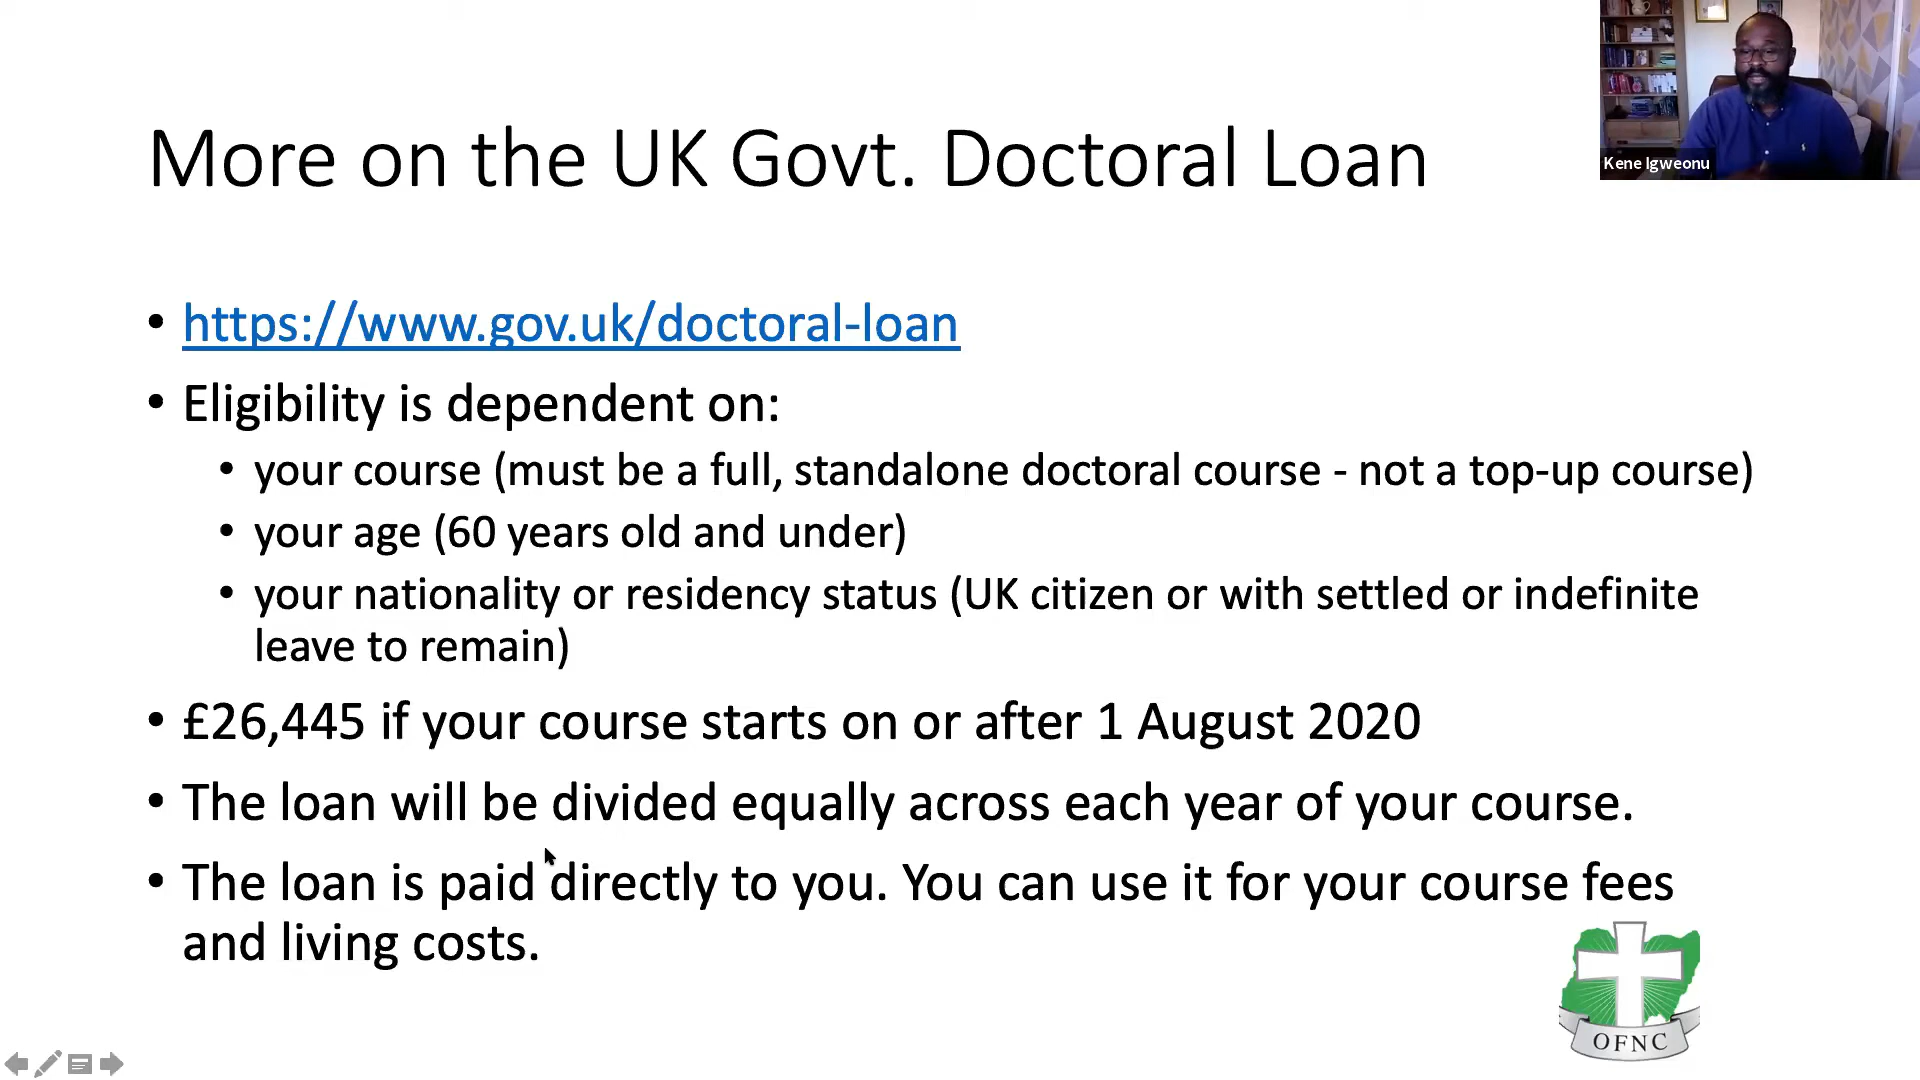 More on the UK Govt. Doctoral Loan
Kene Igweonu
• https://www.gov.uk/doctoral-loan
• Eligibility is dependent on:
• your course (must be a full, standalone doctoral course - not a top-up course)
• your age (60 years old and under)
• your nationality or residency status (UK citizen or with settled or indefinite
leave to remain)
• £26,445 if your course starts on or after 1 August 2020
• The loan will be divided equally across each year of your course.
• The loan is paid directly to you. You can use it for your course fees
and living costs.
OFNC